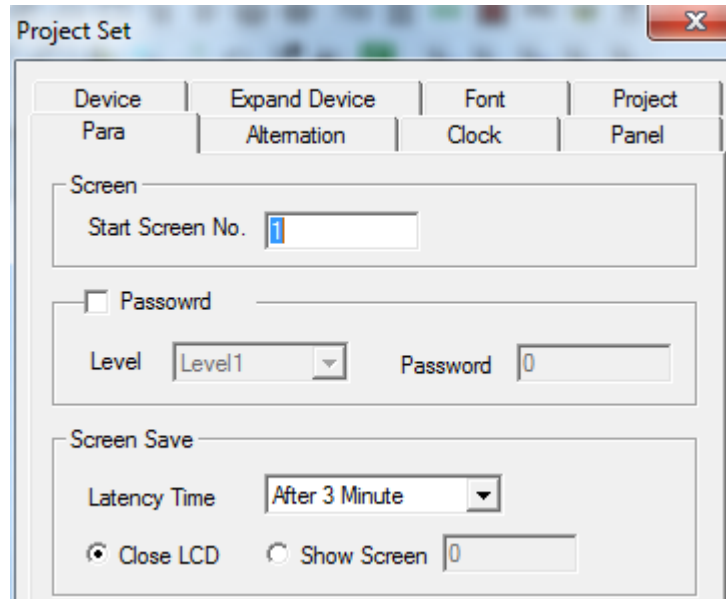 Project Set
Device Expand Device Font Project
Para Alternation Clock Panel
Screen
Start Screen No. 1
Passowrd
Level Level1 Password 0
Screen Save
Latency Time After 3 Minute
Close LCD Show Screen 0